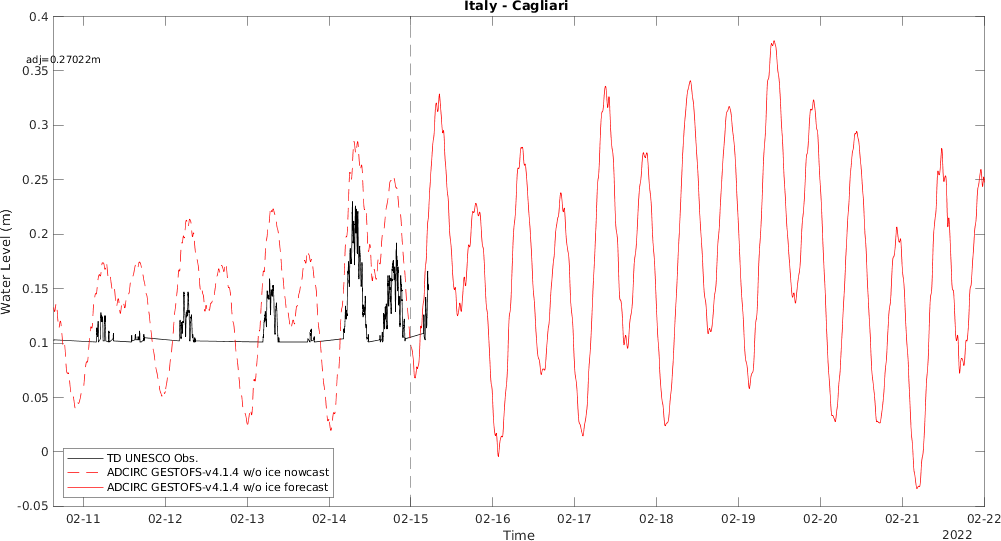 Italy - Cagliari
0.4
adj=0.27022m
0.35
0.3
0.25
0.2
0.15
0.1
0.05
0
-0.05
Water Level (m)
TD UNESCO Obs.
ADCIRC GESTOFS-v4.1.4 w/o ice nowcast
ADCIRC GESTOFS-v4.1.4 w/o ice forecast
02-11 02-12 02-13 02-14 02-15 02-16 02-17 02-18 02-19 02-20 02-21 02-22
Time
2022